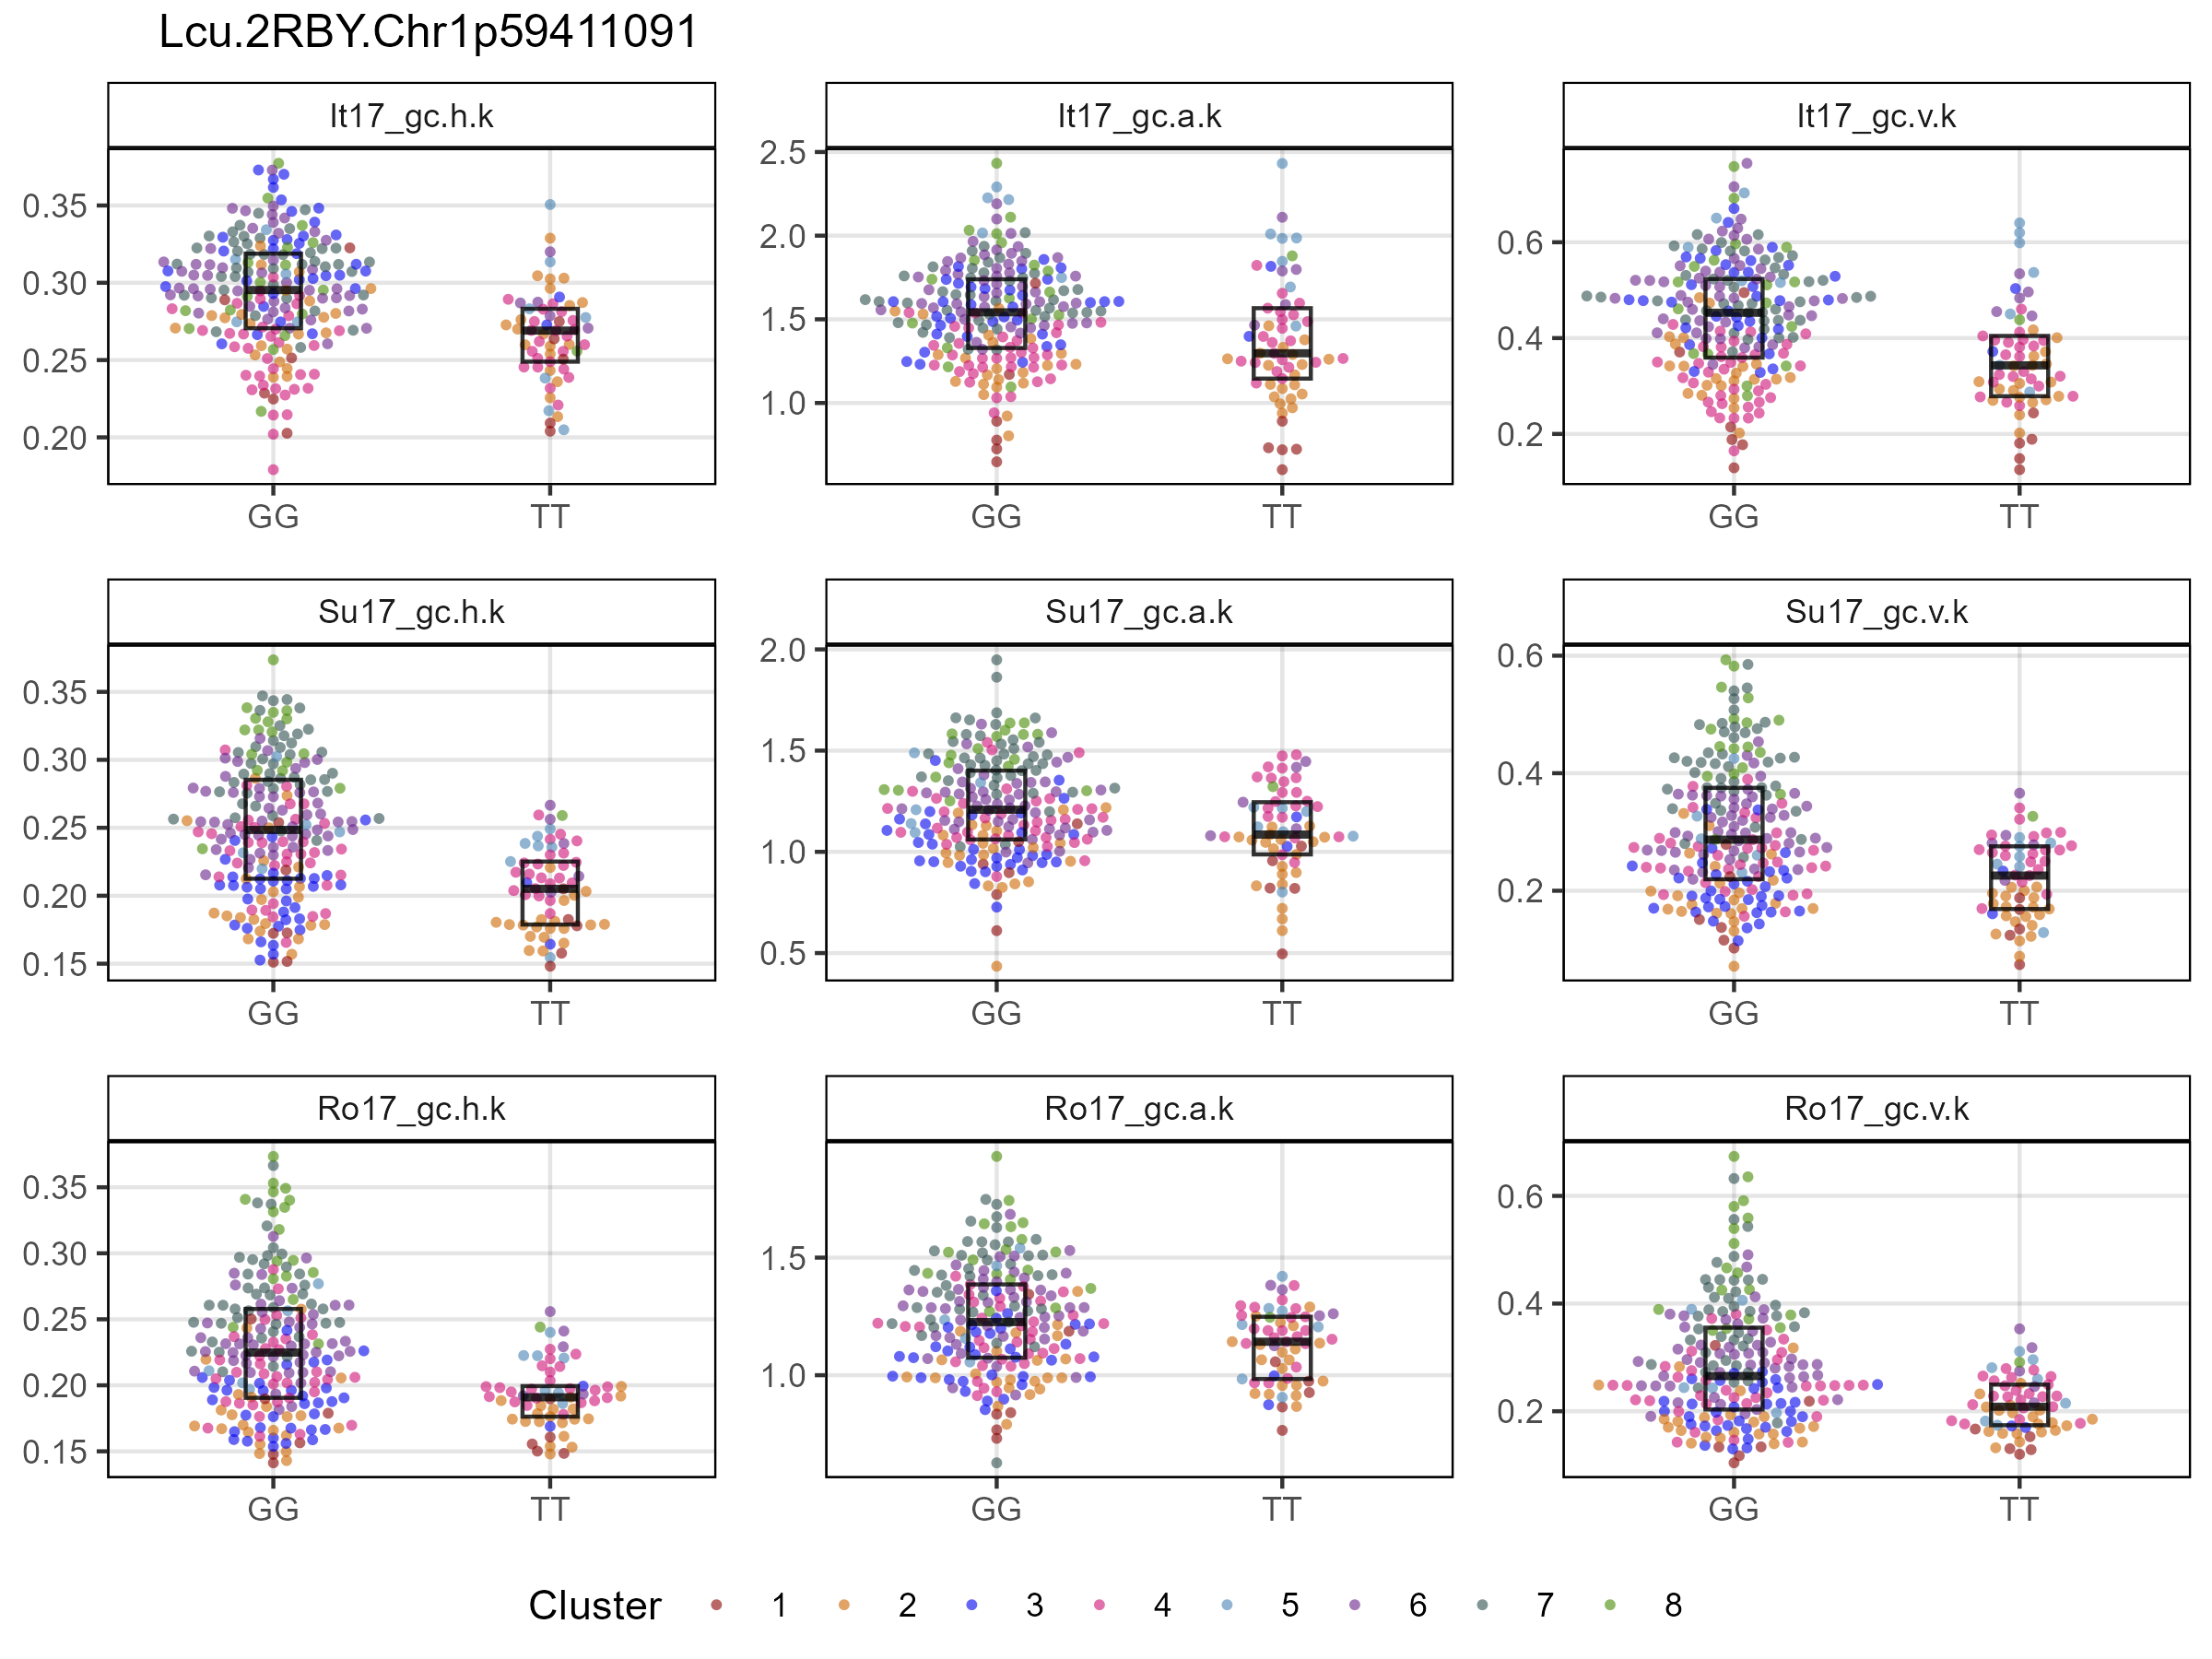 Lcu.2RBY.Chr1p59411091
It17_gc.h.k
It17_gc.a.k
It17_gc.v.k
0.35
0.30
0.25
0.20
2.5
2.0
1.5
1.0
0.6
0.4
0.2
GG TT
GG TT
GG TT
Su17_gc.h.k
Su17_gc.a.k
Su17_gc.v.k
0.35
0.30
0.25
0.20
0.15
2.0
1.5
1.0
0.5
0.6
0.4
0.2
GG TT
GG TT
GG TT
Ro17_gc.h.k
Ro17_gc.a.k
Ro17_gc.v.k
0.35
0.30
0.25
0.20
0.15
1.5
1.0
0.6
0.4
0.2
GG TT
GG TT
GG TT
Cluster 1 2 3 4 5 6 7 8